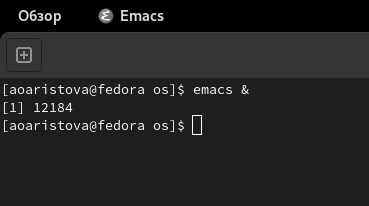 Обзор Emacs
[aoaristova@fedora os]$ emacs &
[1] 12184
[aoaristova@fedora os]$